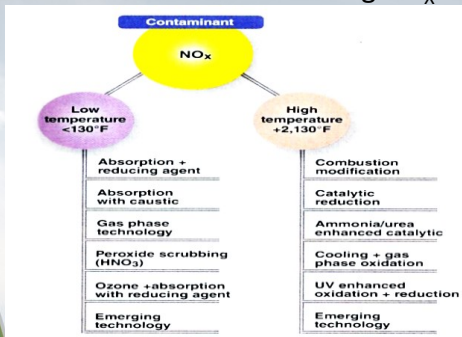 Contaminant
NOx
Low
temperature
<130°F
Absorption +
reducing agent
Absorption
with caustic
Gas phase
technology
Peroxide scrubbing
(HNO3)
Ozone +absorption
with reducing agent
Emerging
technology
High
temperature
+2,130°F
Combustion
modification
Catalytic
reduction
Ammonia/urea
enhanced catalytic
Cooling + gas
phase oxidation
UV enhanced
oxidation + reduction
Emerging
technology